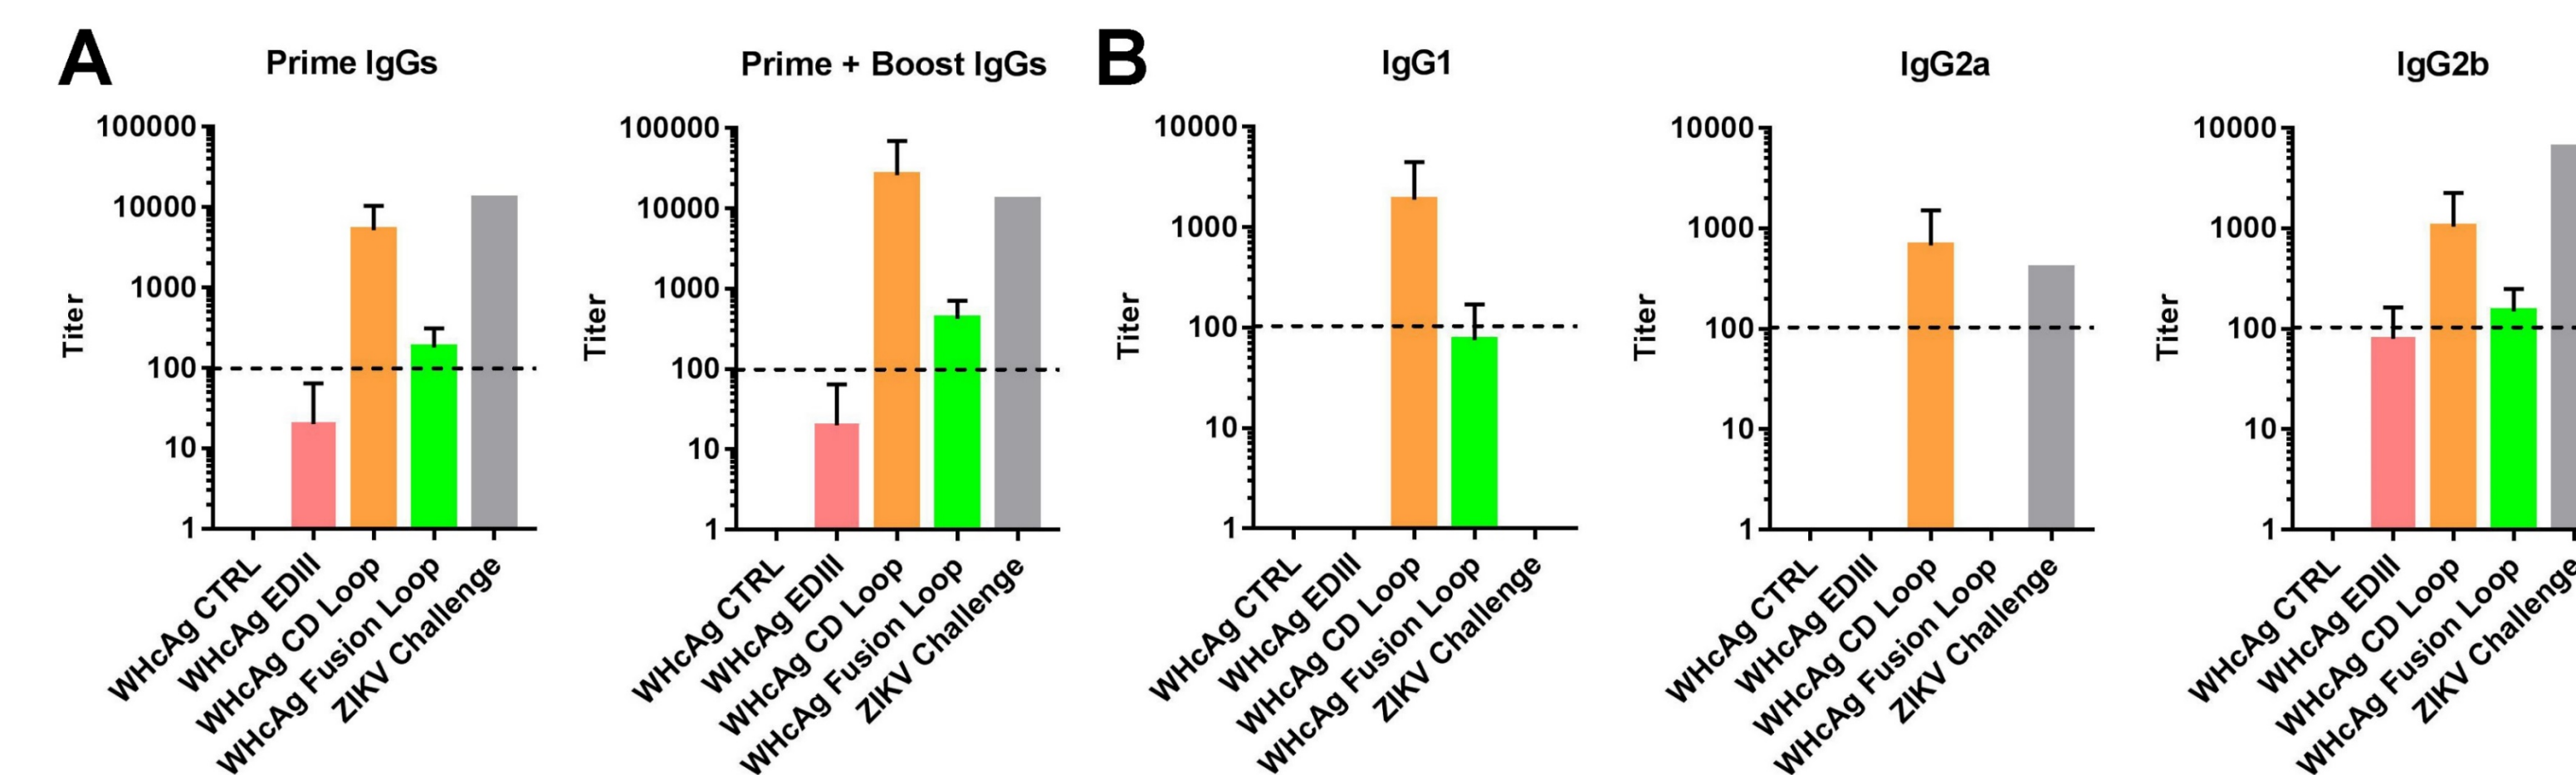 A
Prime IgGs
Titer
100000
10000
1000
100
10
1
WHcAg CTRL
WHcAg EDIII
WHcAg CD Loop
WHcAg Fusion Loop
ZIKV Challenge
Prime + Boost IgGs
Titer
100000
10000
1000
100
10
1
WHcAg CTRL
WHcAg EDIII
WHcAg CD Loop
WHcAg Fusion Loop
ZIKV Challenge
B
IgG1
Titer
10000
1000
100
10
1
WHcAg CTRL
WHcAg EDIII
WHcAg CD Loop
WHcAg Fusion Loop
ZIKV Challenge
IgG2a
Titer
10000
1000
100
10
1
WHcAg CTRL
WHcAg EDIII
WHcAg CD Loop
WHcAg Fusion Loop
ZIKV Challenge
IgG2b
Titer
10000
1000
100
10
1
WHcAg CTRL
WHcAg EDIII
WHcAg CD Loop
WHcAg Fusion Loop
ZIKV Challenge